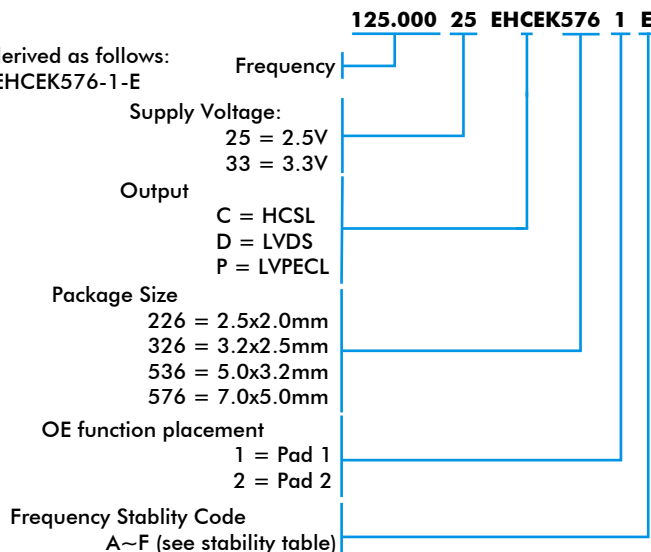 125.000 25 EHCEK576 1 E
derived as follows:
EHCEK576-1-E
Frequency
Supply Voltage:
25 = 2.5V
33 = 3.3V
Output
C = HCSL
D = LVDS
P = LVPECL
Package Size
226 = 2.5x2.0mm
326 = 3.2x2.5mm
536 = 5.0x3.2mm
576 = 7.0x5.0mm
OE function placement
1 = Pad 1
2 = Pad 2
Frequency Stablity Code
A~F (see stability table)